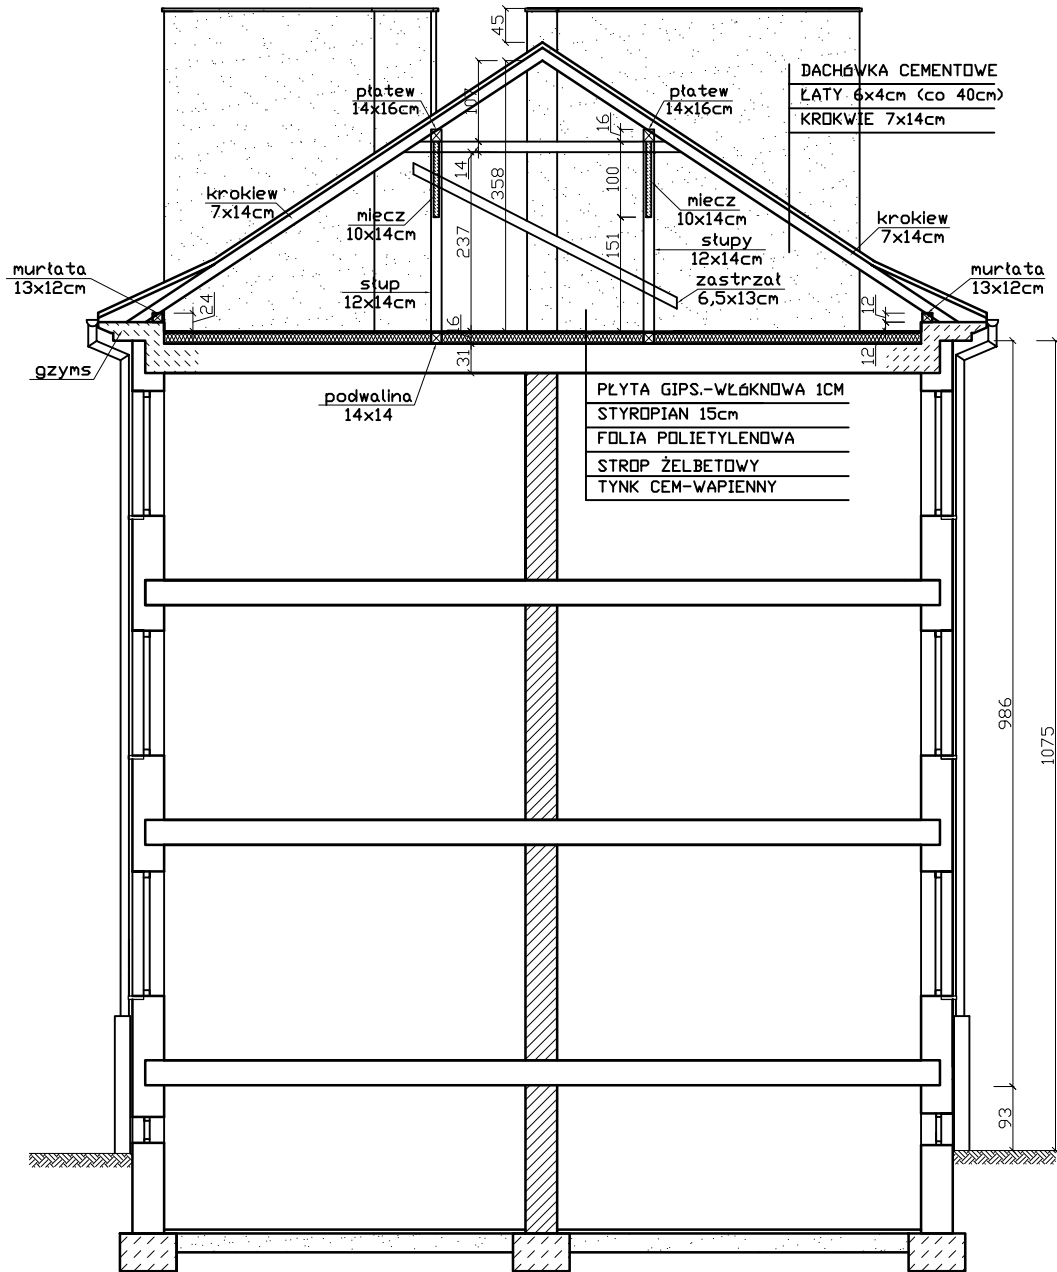 45
DACHóWKA CEMENTOWE
ŁATY 6x4cm (co 40cm)
KROKWIE 7x14cm
płatew
14x16cm
107
płatew
14x16cm
16
14
358
100
krokiew
7x14cm
miecz
10x14cm
237
miecz
10x14cm
151
krokiew
7x14cm
słupy
12x14cm
murłata
13x12cm
24
słup
12x14cm
zastrzał
6,5x13cm
12
murłata
13x12cm
16
31
12
gzyms
podwalina
14x14
PŁYTA GIPS.-WŁóKNOWA 1CM
STYROPIAN 15cm
FOLIA POLIETYLENOWA
STROP ŻELBETOWY
TYNK CEM-WAPIENNY
986
1075
93